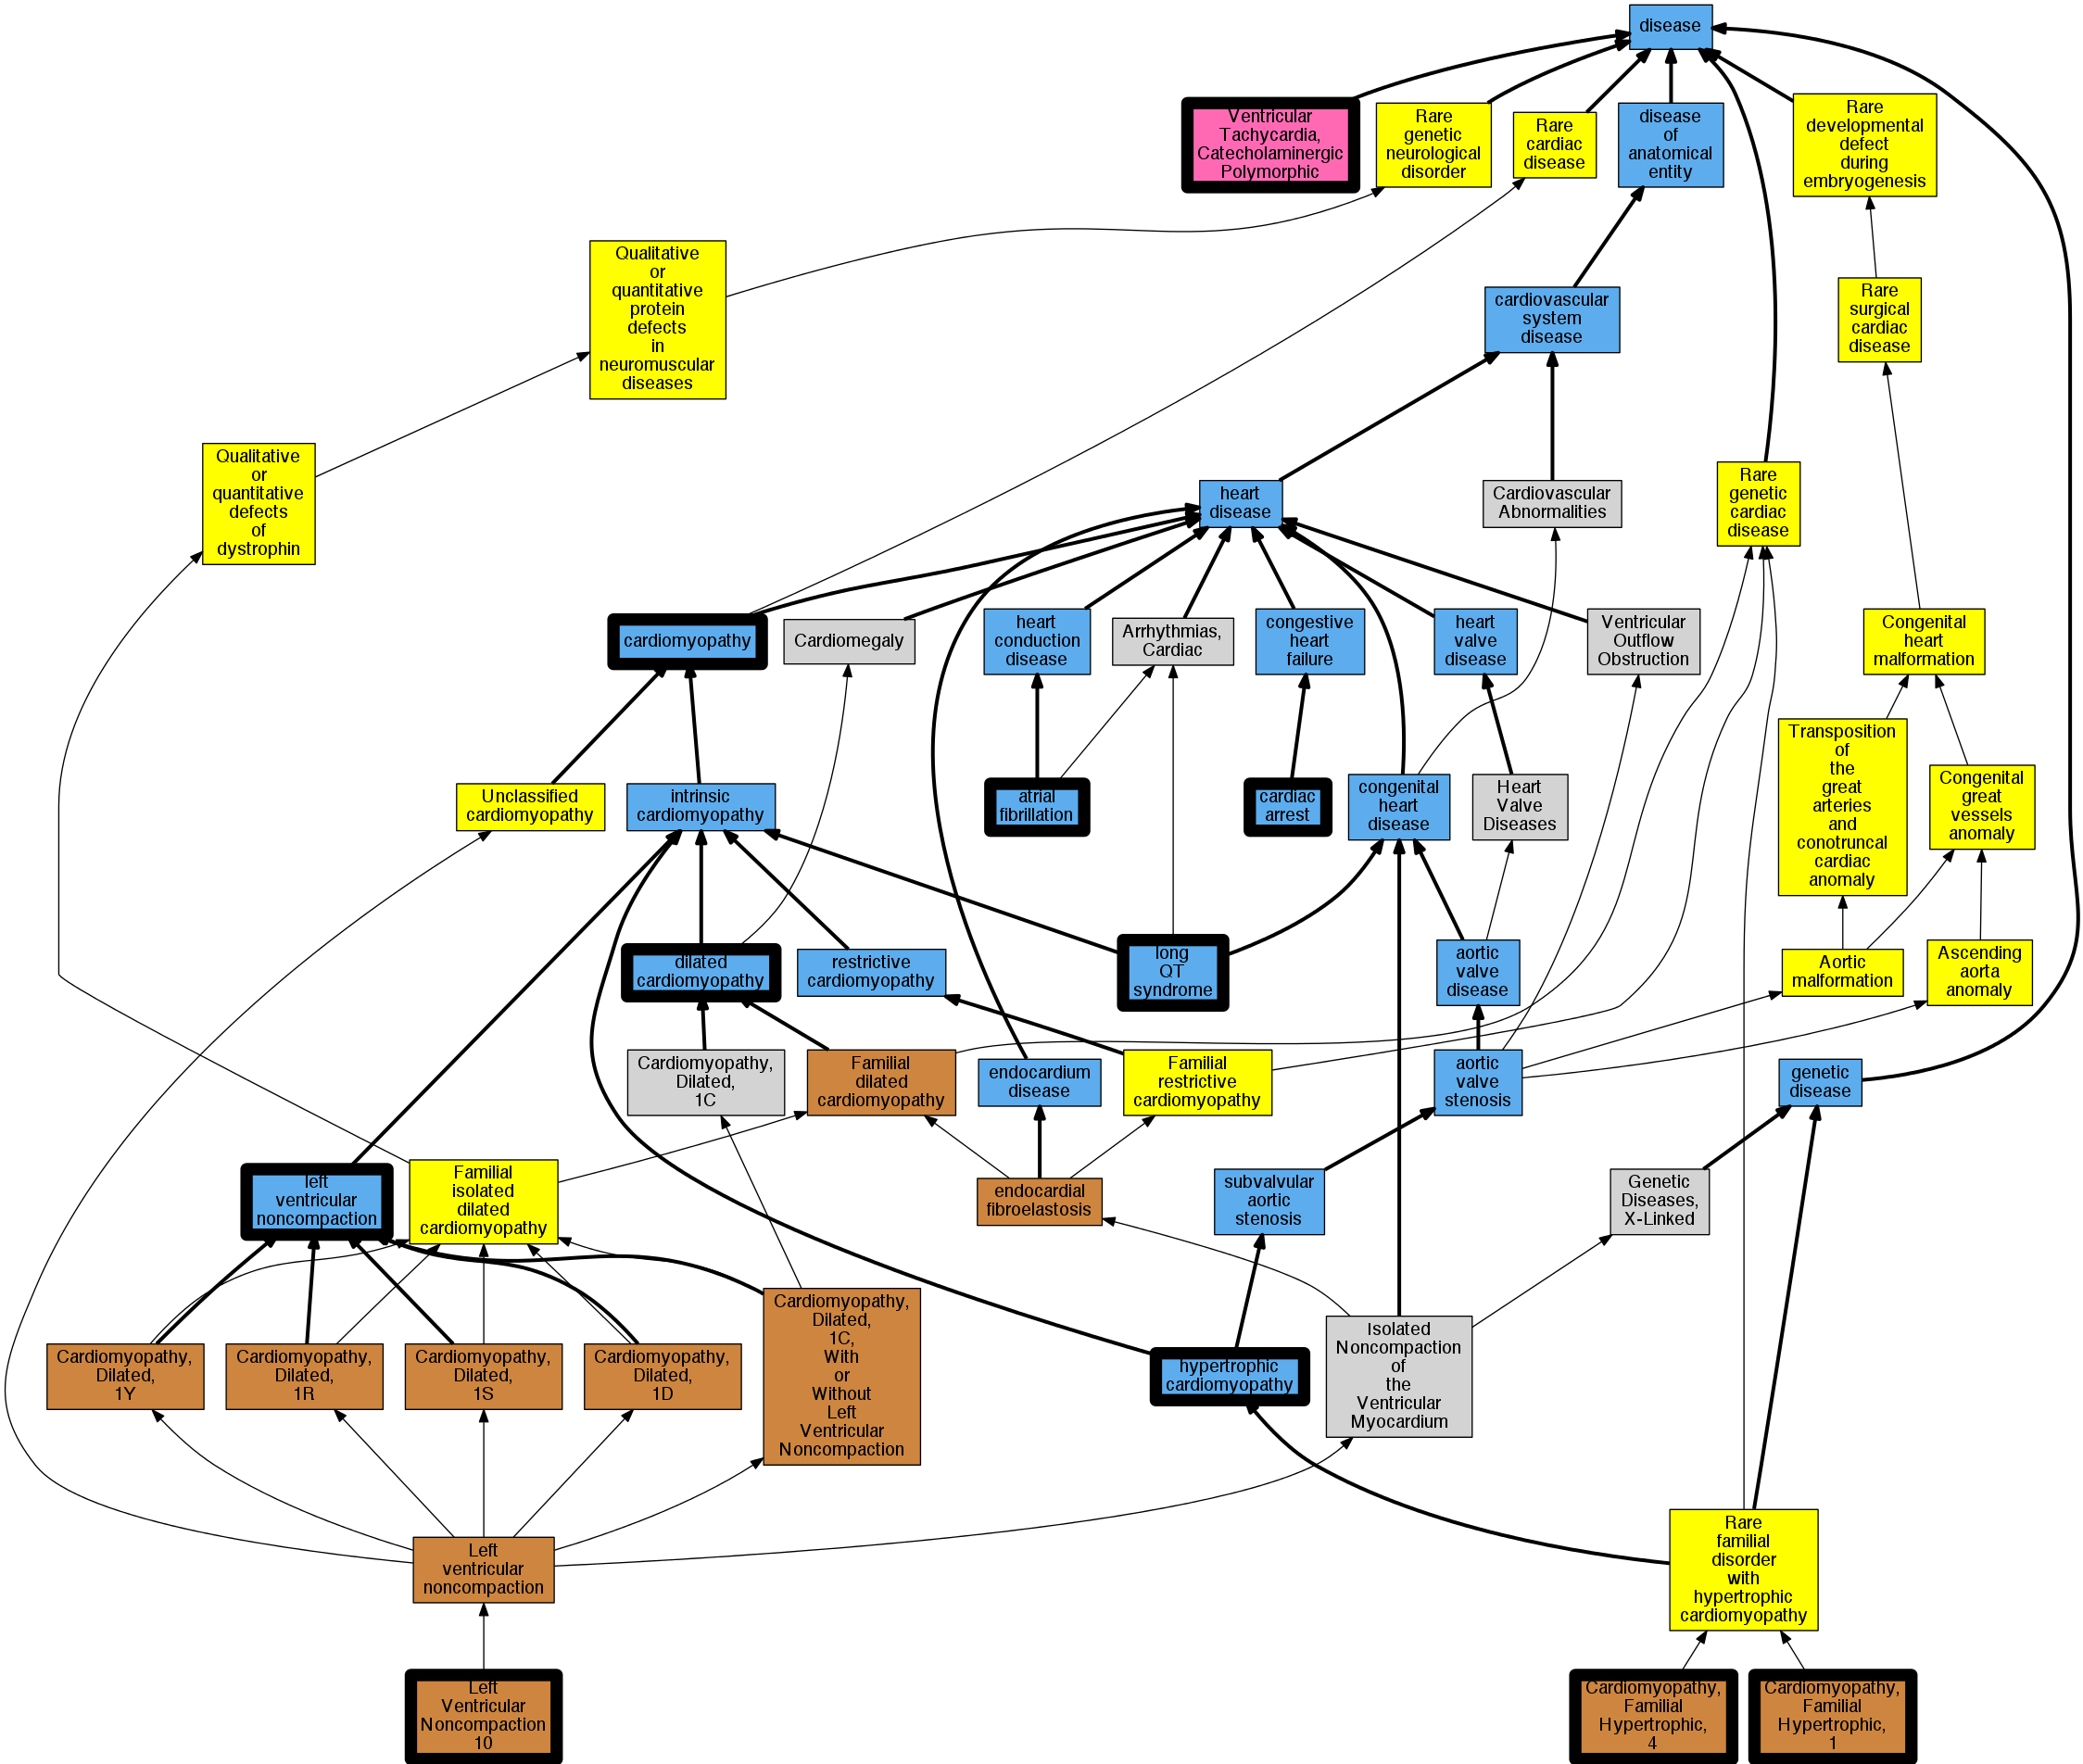 disease
Ventricular
Tachycardia,
Catecholaminergic
Polymorphic
Rare
genetic
neurological
disorder
Rare
cardiac
disease
disease
of
anatomical
entity
Rare
developmental
defect
during
embryogenesis
Qualitative
or
quantitative
protein
defects
in
neuromuscular
diseases
cardiovascular
system
disease
Rare
surgical
cardiac
disease
Qualitative
or
quantitative
defects
of
dystrophin
heart
disease
Cardiovascular
Abnormalities
Rare
genetic
cardiac
disease
cardiomyopathy
Cardiomegaly
heart
conduction
disease
Arrhythmias,
Cardiac
congestive
heart
failure
heart
valve
disease
Ventricular
Outflow
Obstruction
Congenital
heart
malformation
Unclassified
cardiomyopathy
intrinsic
cardiomyopathy
atrial
fibrillation
cardiac
arrest
congenital
heart
disease
Heart
Valve
Diseases
Transposition
of
the
great
arteries
and
conotruncal
cardiac
anomaly
Congenital
great
vessels
anomaly
dilated
cardiomyopathy
restrictive
cardiomyopathy
long
QT
syndrome
aortic
valve
disease
Aortic
malformation
Ascending
aorta
anomaly
Cardiomyopathy,
Dilated,
1C
Familial
dilated
cardiomyopathy
endocardium
disease
Familial
restrictive
cardiomyopathy
aortic
valve
stenosis
genetic
disease
left
ventricular
noncompaction
Familial
isolated
dilated
cardiomyopathy
endocardial
fibroelastosis
subvalvular
aortic
stenosis
Genetic
Diseases,
X-Linked
Cardiomyopathy,
Dilated,
1Y
Cardiomyopathy,
Dilated,
1R
Cardiomyopathy,
Dilated,
1S
Cardiomyopathy,
Dilated,
1D
Cardiomyopathy,
Dilated,
1C,
With
or
Without
Left
Ventricular
Noncompaction
hypertrophic
cardiomyopathy
Isolated
Noncompaction
of
the
Ventricular
Myocardium
Left
ventricular
noncompaction
Rare
familial
disorder
with
hypertrophic
cardiomyopathy
Left
Ventricular
Noncompaction
10
Cardiomyopathy,
Familial
Hypertrophic,
4
Cardiomyopathy,
Familial
Hypertrophic,
1